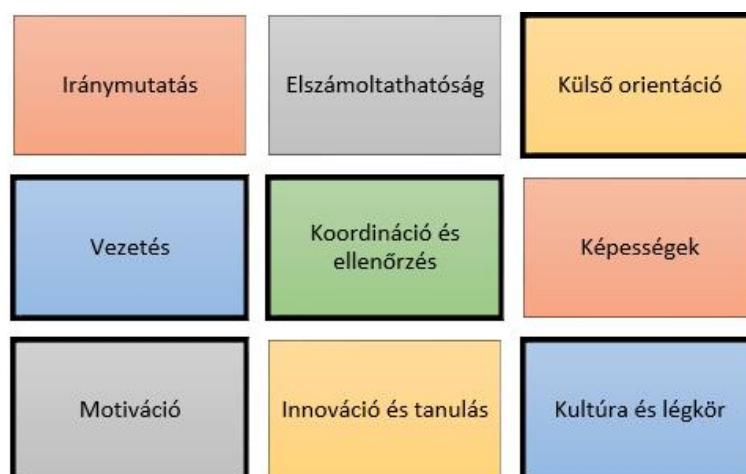 Iránymutatás
Elszámoltathatóság
Külső orientáció
Vezetés
Koordináció és
ellenőrzés
Képességek
Motiváció
Innováció és tanulás
Kultúra és légkör